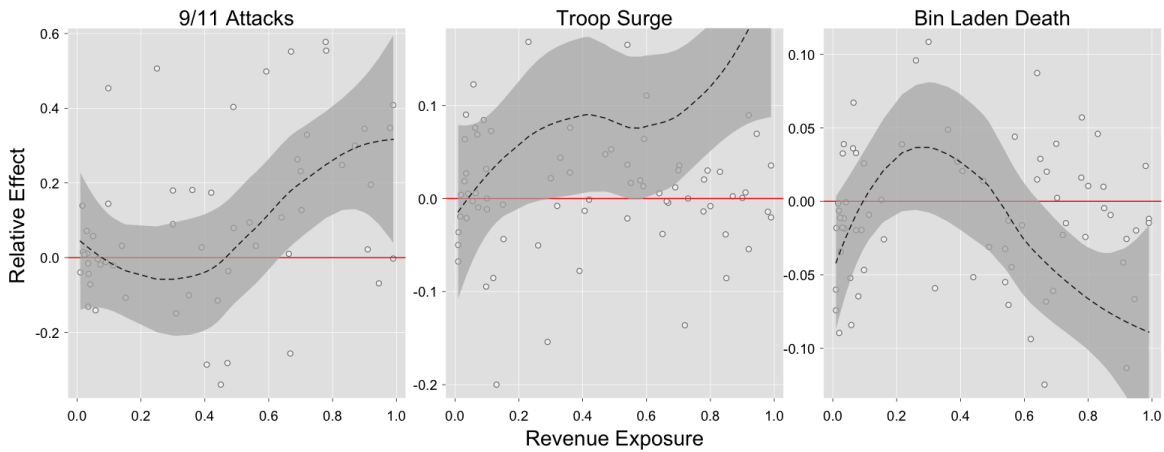 9/11 Attacks
Troop Surge
Bin Laden Death
Relative Effect
0.6
0.4
0.2
0.0
-0.2
0.1
0.0
-0.1
-0.2
0.10
0.05
0.00
-0.05
-0.10
0.0 0.2 0.4 0.6 0.8 1.0
0.0 0.2 0.4 0.6 0.8 1.0
0.0 0.2 0.4 0.6 0.8 1.0
Revenue Exposure